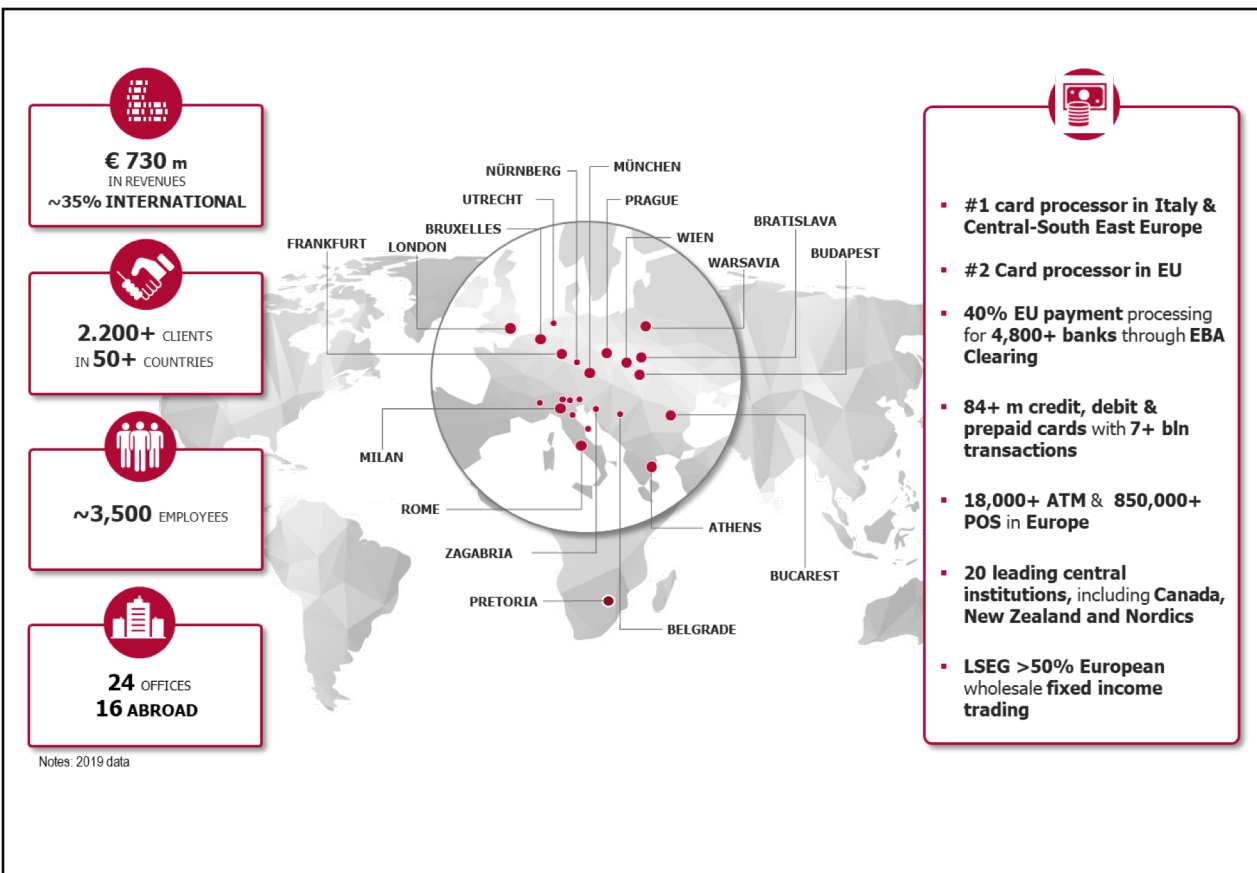 € 730 m
IN REVENUES
~35% INTERNATIONAL
2.200+ CLIENTS
IN 50+ COUNTRIES
~3,500 EMPLOYEES
24 OFFICES
16 ABROAD
Notes: 2019 data
NÜRNBERG
MÜNCHEN
UTRECHT
PRAGUE
BRUXELLES
BRATISLAVA
FRANKFURT
LONDON
WIEN
BUDAPEST
WARSAVIA
MILAN
ROME
ATHENS
ZAGABRIA
BUCAREST
PRETORIA
BELGRADE
▪ #1 card processor in Italy &
Central-South East Europe
▪ #2 Card processor in EU
▪ 40% EU payment processing
for 4,800+ banks through EBA
Clearing
▪ 84+ m credit, debit &
prepaid cards with 7+ bln
transactions
▪ 18,000+ ATM & 850,000+
POS in Europe
▪ 20 leading central
institutions, including Canada,
New Zealand and Nordics
▪ LSEG >50% European
wholesale fixed income
trading